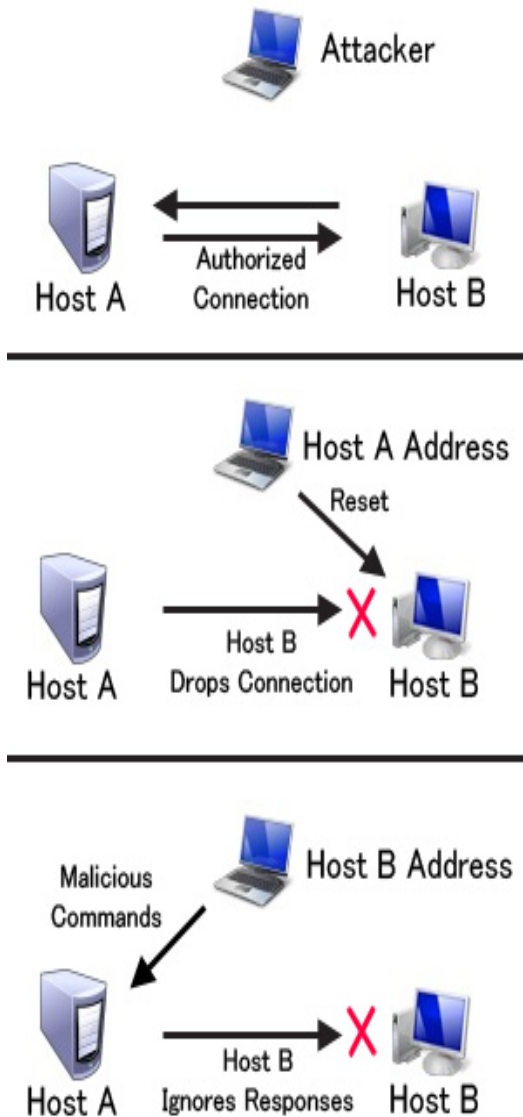 Attacker
Authorized
Connection
Host A
Host B
Host A Address
Reset
Host B
Drops Connection
Host A
Host B
Host B Address
Malicious
Commands
Host B
Ignores Responses
Host A
Host B